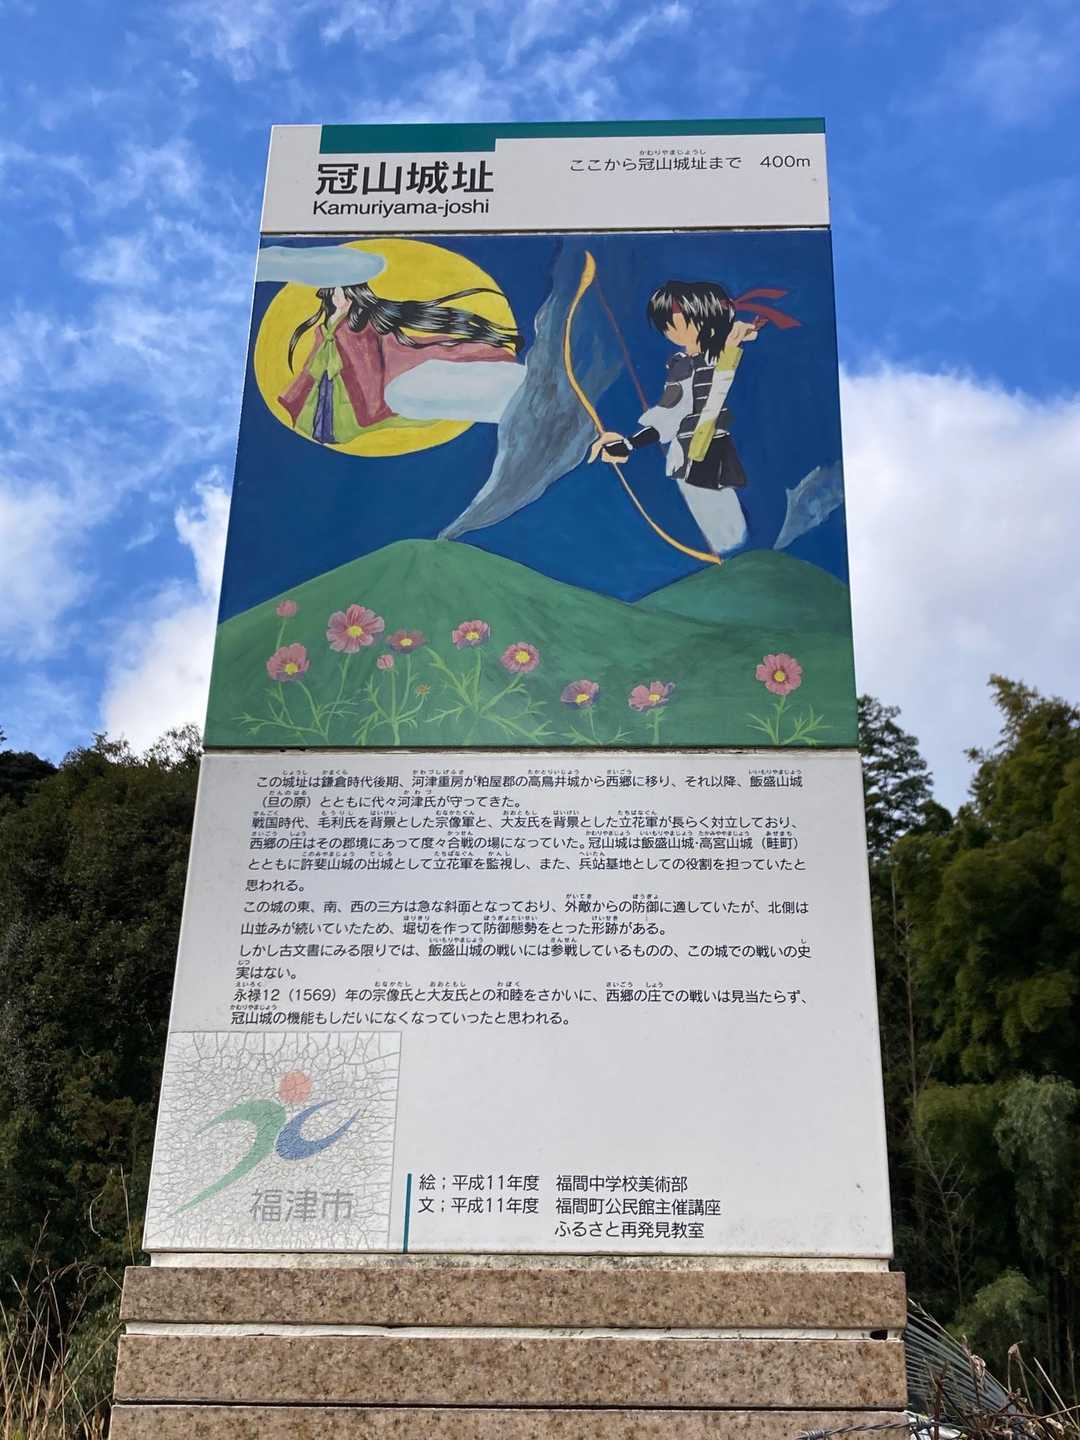 冠山城址
Kamuriyama-joshi
ここから冠山城址まで 400m
この城址は鎌倉時代後期、河津重房が粕屋郡の高鳥井城から西郷に移り、それ以降、飯盛山城
（旦の原）とともに代々河津氏が守ってきた。
戦国時代、毛利氏を背景とした宗像軍と、大友氏を背景とした立花軍が長らく対立しており、
西郷の庄はその郡境にあって度々合戦の場になっていた。冠山城は飯盛山城・高宮山城（畦町）
とともに許斐山城の出城として立花軍を監視し、また、兵站基地としての役割を担っていたと
思われる。
この城の東、南、西の三方は急な斜面となっており、外敵からの防御に適していたが、北側は
山並みが続いていたため、堀切を作って防御態勢をとった形跡がある。
しかし古文書にみる限りでは、飯盛山城の戦いには参戦しているものの、この城での戦いの史
実はない。
永禄12（1569）年の宗像氏と大友氏との和睦をさかいに、西郷の庄での戦いは見当たらず、
冠山城の機能もしだいになくなっていったと思われる。
福津市
絵；平成11年度 福間中学校美術部
文；平成11年度 福間町公民館主催講座
ふるさと再発見教室